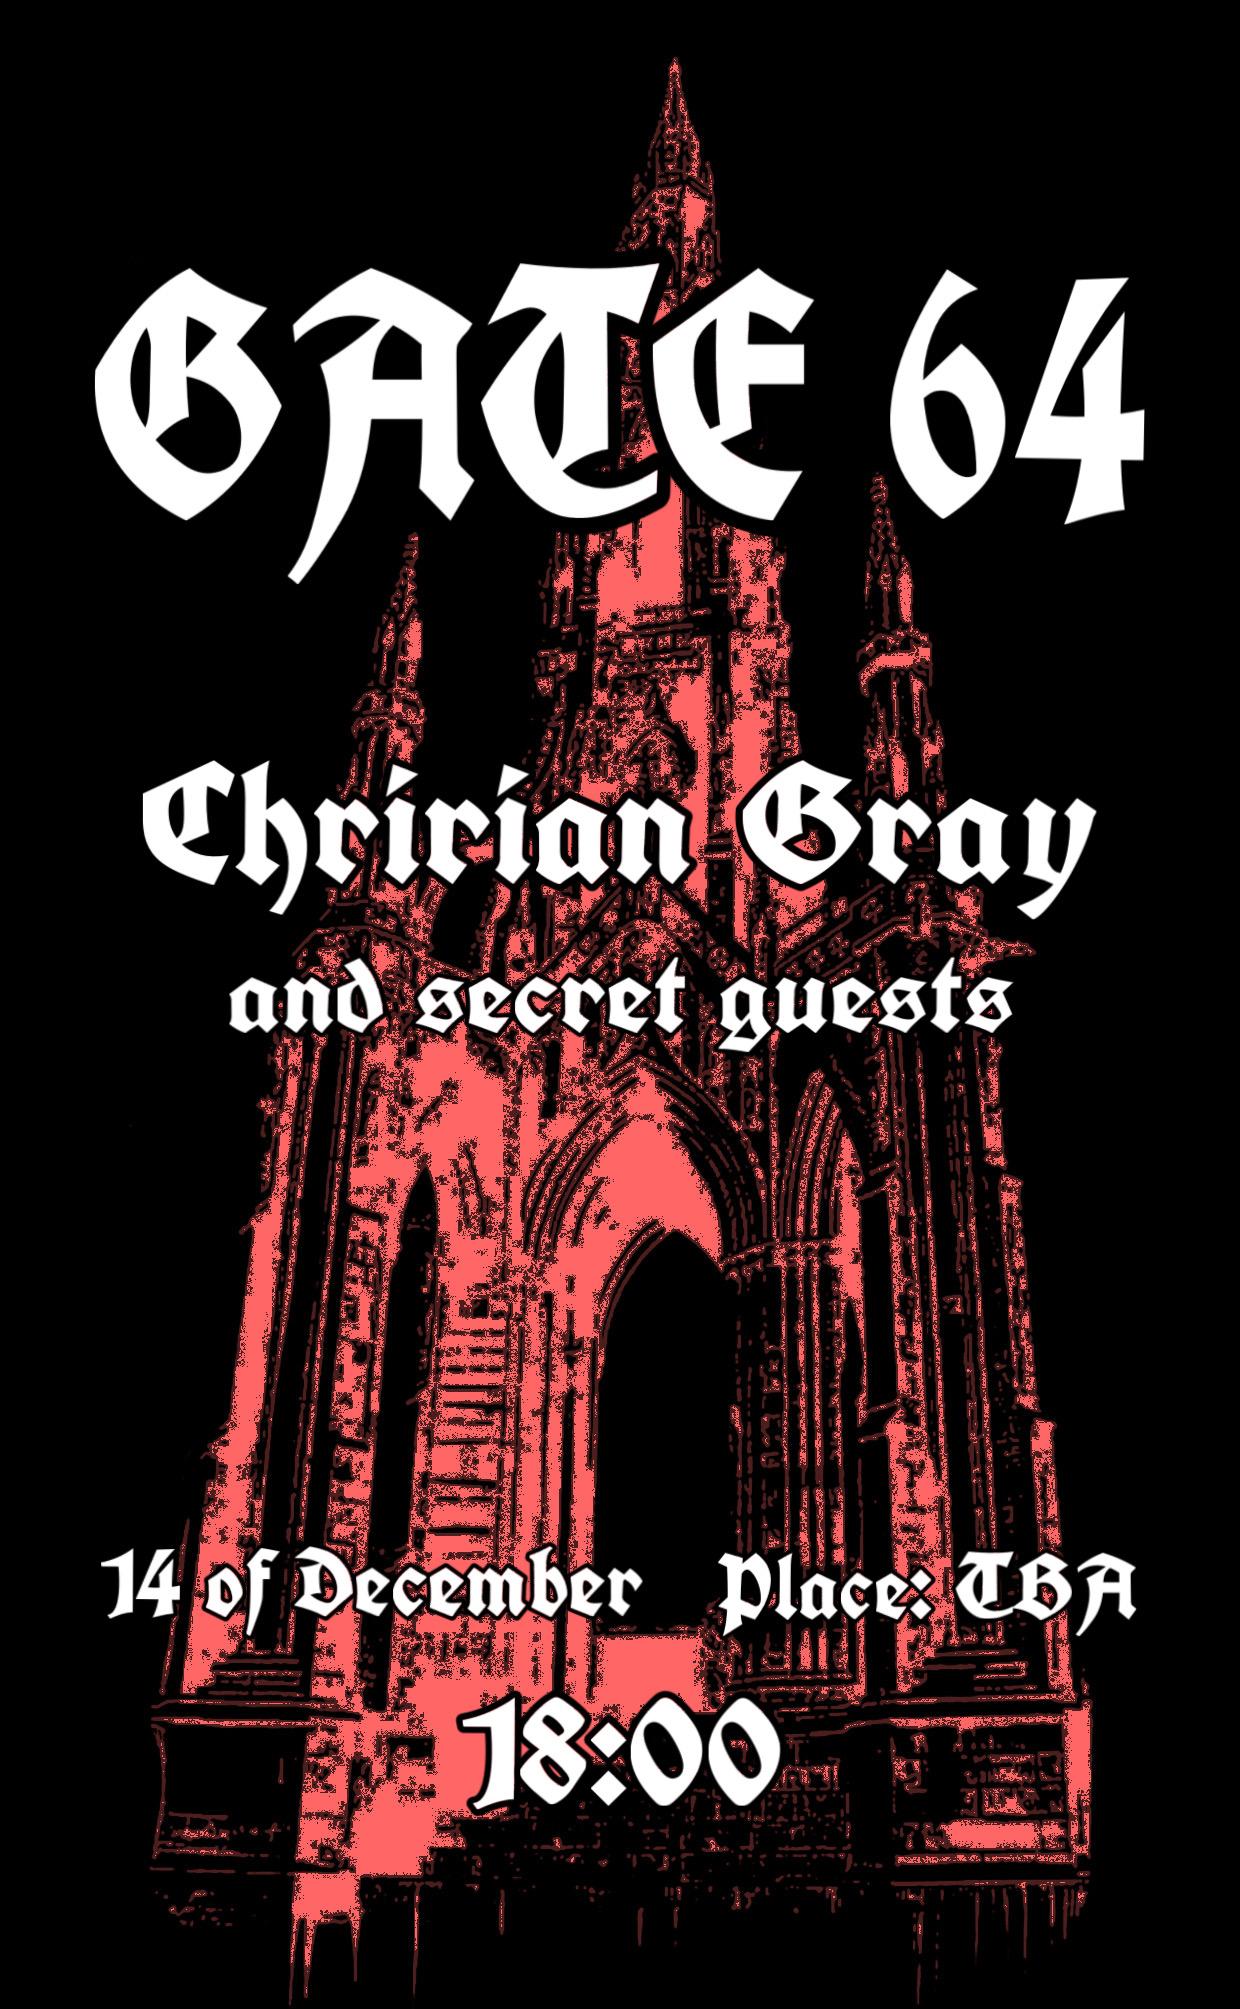 GATE 64
Chririan Gray
and secret guests
14 of December Place: TBA
18:00